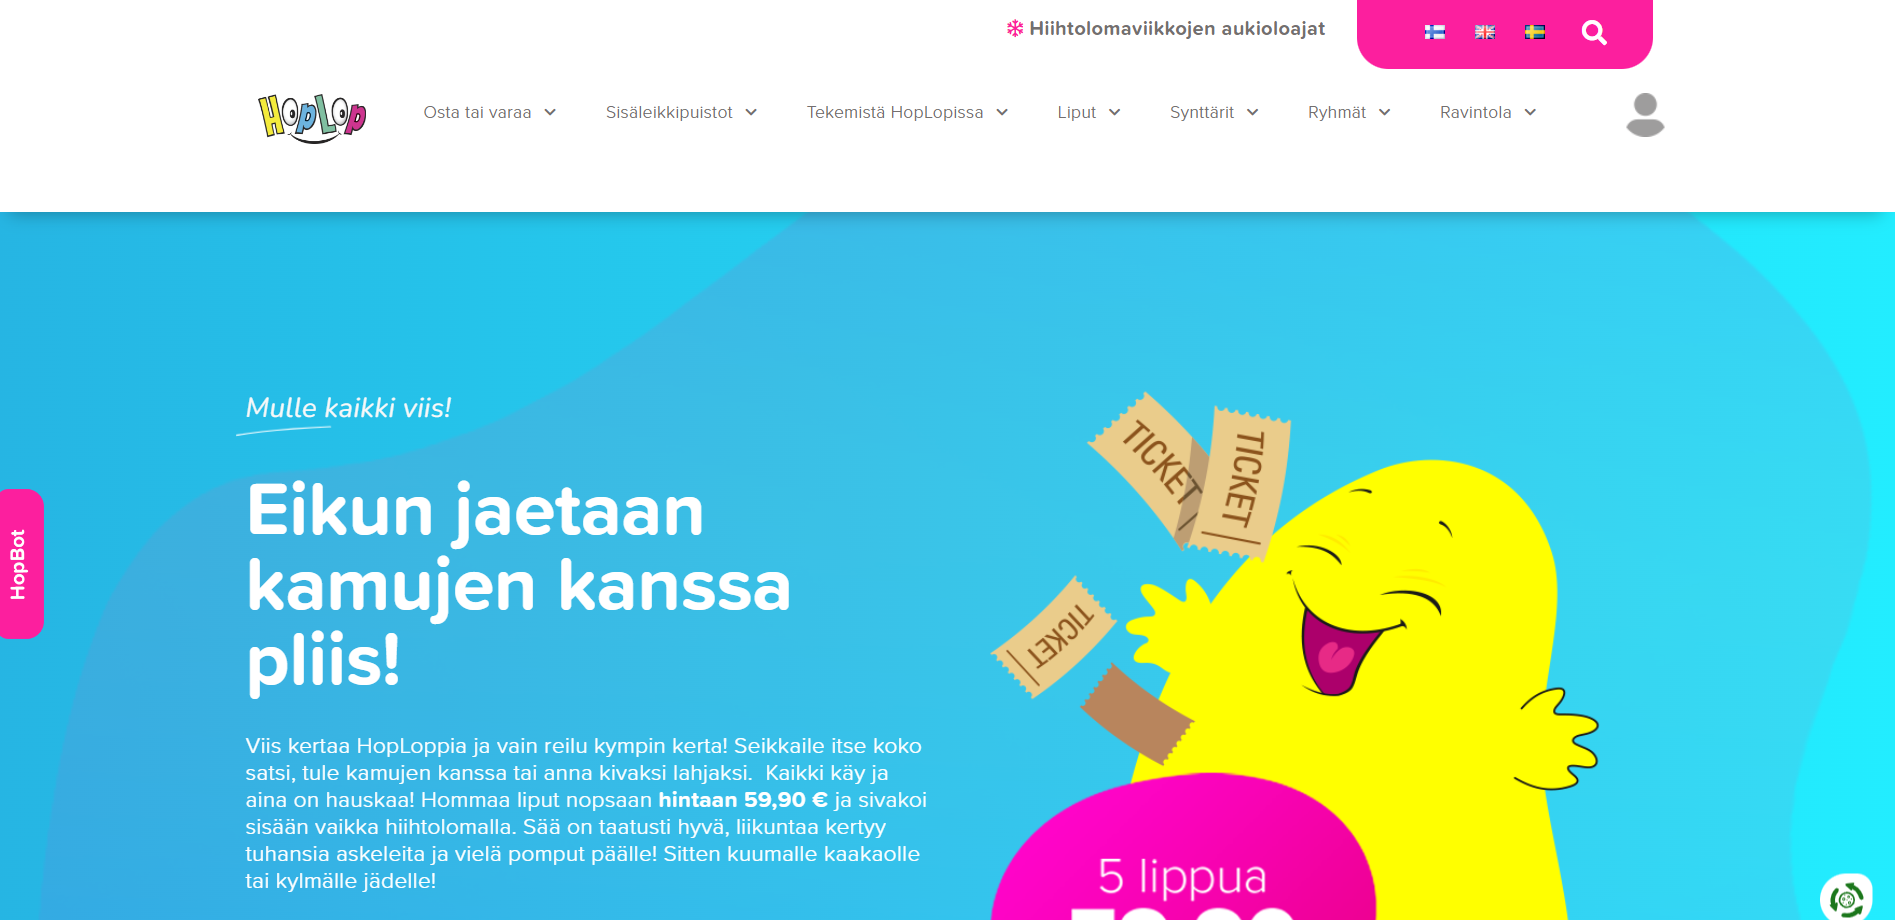 Hiihtolomaviikkojen aukioloajat
HopLop
Osta tai varaa
Sisäleikkipuistot
Tekemistä HopLopissa
Liput
Synttärit
Ryhmät
Ravintola
Mulle kaikki viis!
Eikun jaetaan
kamujen kanssa
pliis!
TICKET
TICKET
TICKET
HopBot
Viis kertaa HopLoppia ja vain reilu kympin kerta! Seikkaile itse koko
satsi, tule kamujen kanssa tai anna kivaksi lahjaksi.  Kaikki käy ja
aina on hauskaa! Hommaa liput nopsaan hintaan 59,90 € ja sivakoi
sisään vaikka hiihtolomalla. Sää on taatusti hyvä, liikuntaa kertyy
tuhansia askeleita ja vielä pomput päälle! Sitten kuumalle kaakaolle
tai kylmälle jädelle!
5 lippua